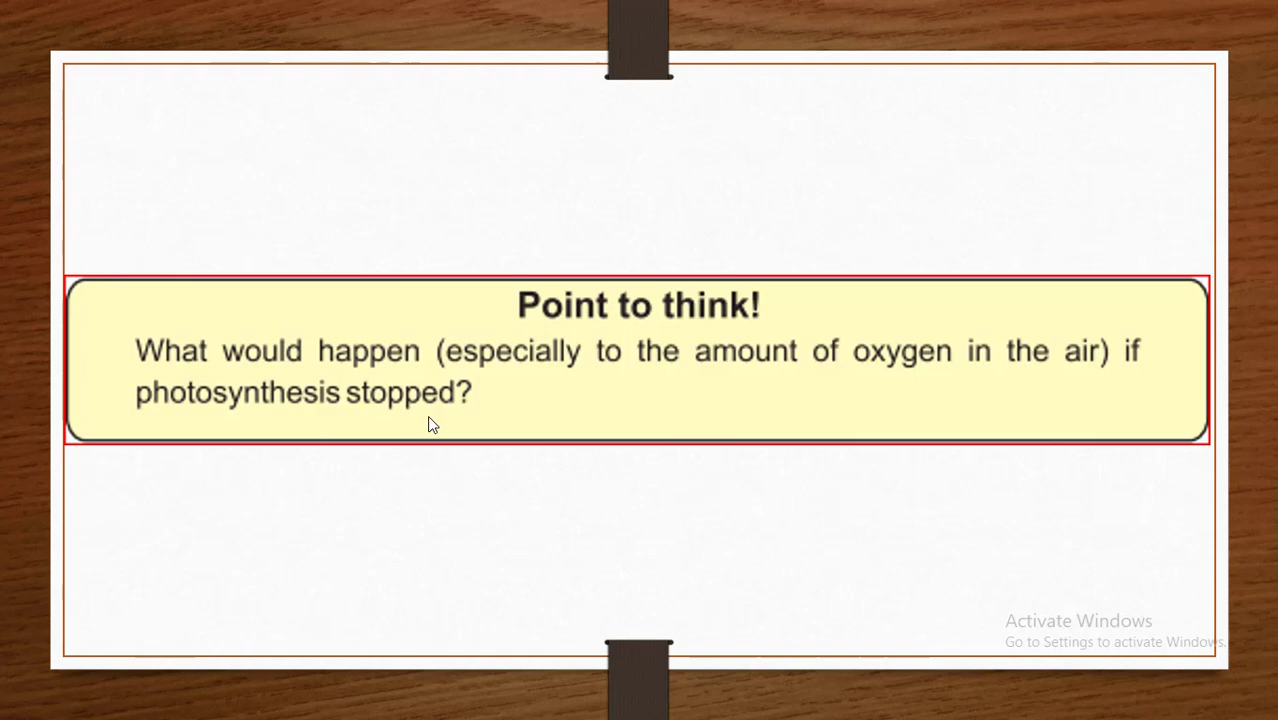 Point to think!
What would happen (especially to the amount of oxygen in the air) if
photosynthesis stopped?
Activate Windows
Go to Settings to activate Windows.